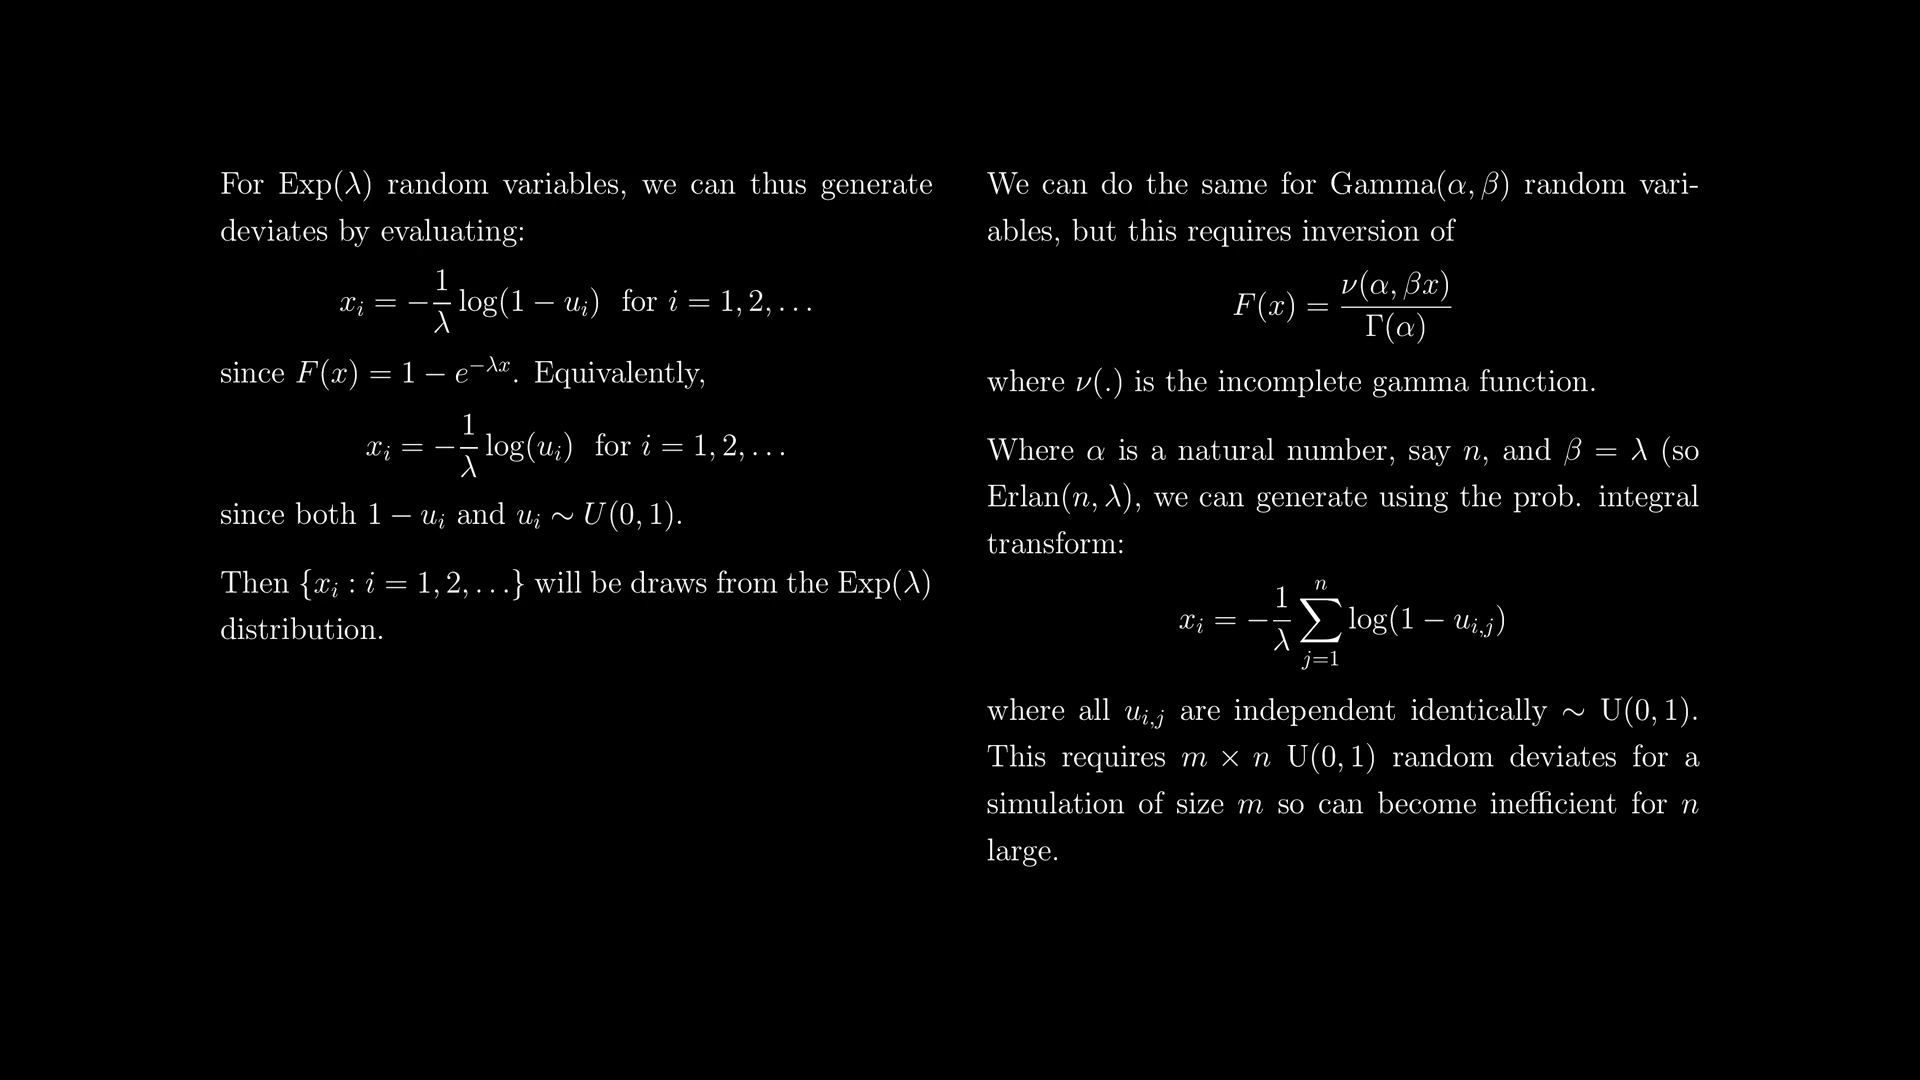 For Exp(λ) random variables, we can thus generate
deviates by evaluating:
x_i = −\frac{1}{λ} log(1 − u_i) for i = 1, 2, . . .
since F(x) = 1 − e^{−λx}. Equivalently,
x_i = −\frac{1}{λ} log(u_i) for i = 1, 2, . . .
since both 1 − u_i and u_i ∼ U(0, 1).
Then {x_i : i = 1, 2, . . .} will be draws from the Exp(λ)
distribution.
We can do the same for Gamma(α, β) random vari-
ables, but this requires inversion of
F(x) = \frac{ν(α, βx)}{Γ(α)}
where ν(.) is the incomplete gamma function.
Where α is a natural number, say n, and β = λ (so
Erlan(n, λ), we can generate using the prob. integral
transform:
x_i = −\frac{1}{λ} \sum_{j=1}^{n} log(1 − u_{i,j})
where all u_{i,j} are independent identically ∼ U(0, 1).
This requires m × n U(0, 1) random deviates for a
simulation of size m so can become inefficient for n
large.